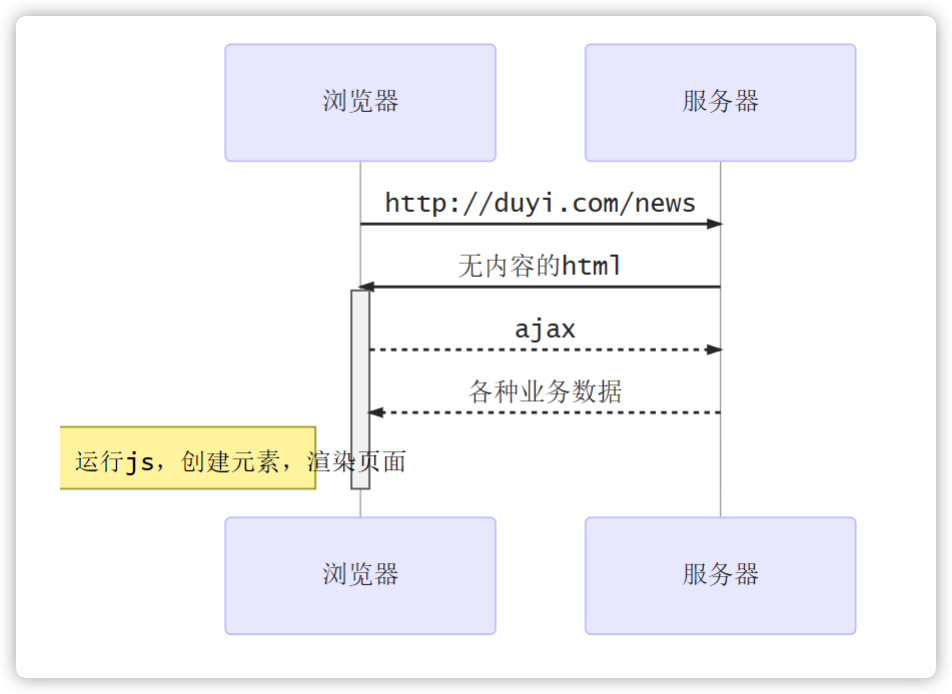 浏览器
服务器
http://duyi.com/news
无内容的html
ajax
各种业务数据
运行js，创建元素，渲染页面
浏览器
服务器